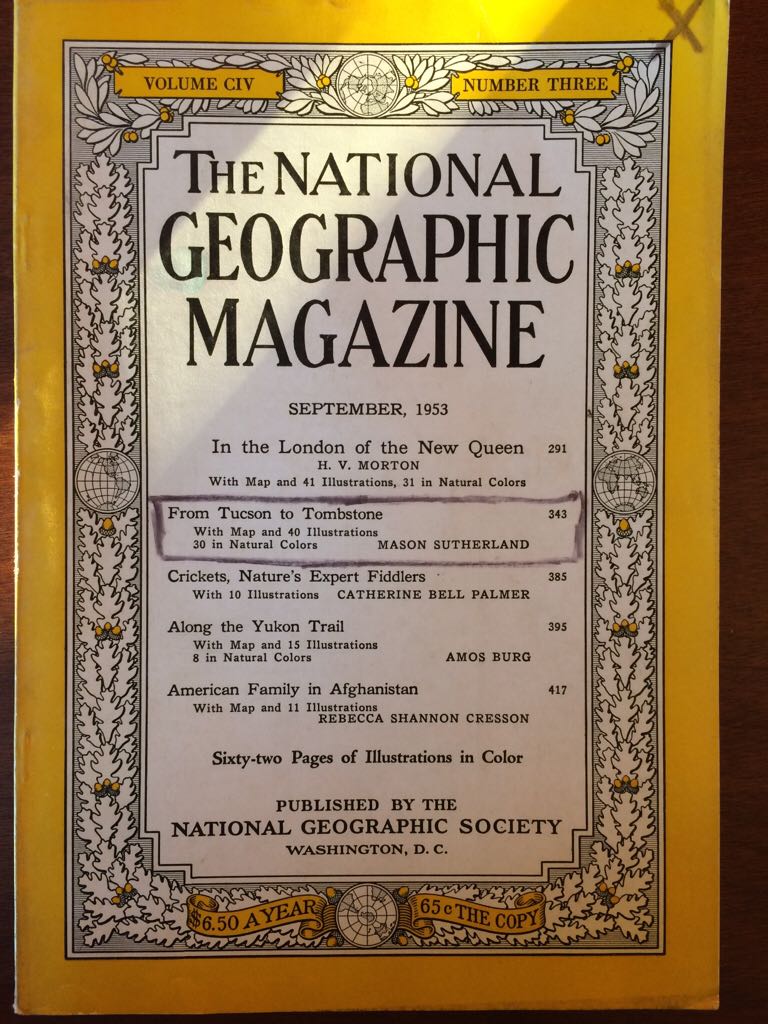 VOLUME CIV
NUMBER THREE
THE NATIONAL
GEOGRAPHIC
MAGAZINE
SEPTEMBER, 1953
In the London of the New Queen 291
H. V. MORTON
With Map and 41 Illustrations, 31 in Natural Colors
From Tucson to Tombstone 343
With Map and 40 Illustrations
30 in Natural Colors MASON SUTHERLAND
Crickets, Nature's Expert Fiddlers 385
With 10 Illustrations CATHERINE BELL PALMER
Along the Yukon Trail 395
With Map and 15 Illustrations
8 in Natural Colors AMOS BURG
American Family in Afghanistan 417
With Map and 11 Illustrations
REBECCA SHANNON CRESSON
Sixty-two Pages of Illustrations in Color
PUBLISHED BY THE
NATIONAL GEOGRAPHIC SOCIETY
WASHINGTON, D. C.
$6.50 A YEAR
65c THE COPY
X